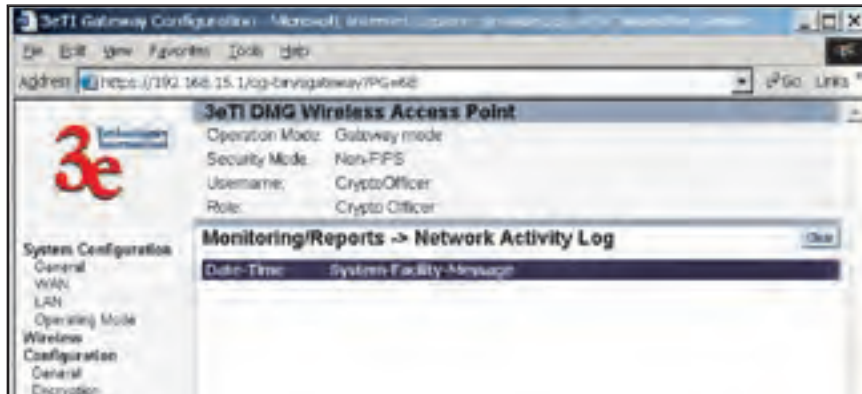 3eTI Gateway Configuration - Microsoft Internet
File Edit View Favorites Tools Help
Address https://192.168.15.1/cgi-bin/sgateway?PG=68 Go Links
3e
3eTI DMG Wireless Access Point
Operation Mode: Gateway mode
Security Mode: Non-FIPS
Username: CryptoOfficer
Role: Crypto Officer
Monitoring/Reports -> Network Activity Log Clear
Date-Time System-Facility-Message
System Configuration
General
WAN
LAN
Operating Mode
Wireless
Configuration
General
Encryption